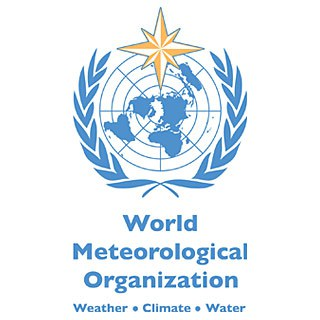 World
Meteorological
Organization
Weather • Climate • Water